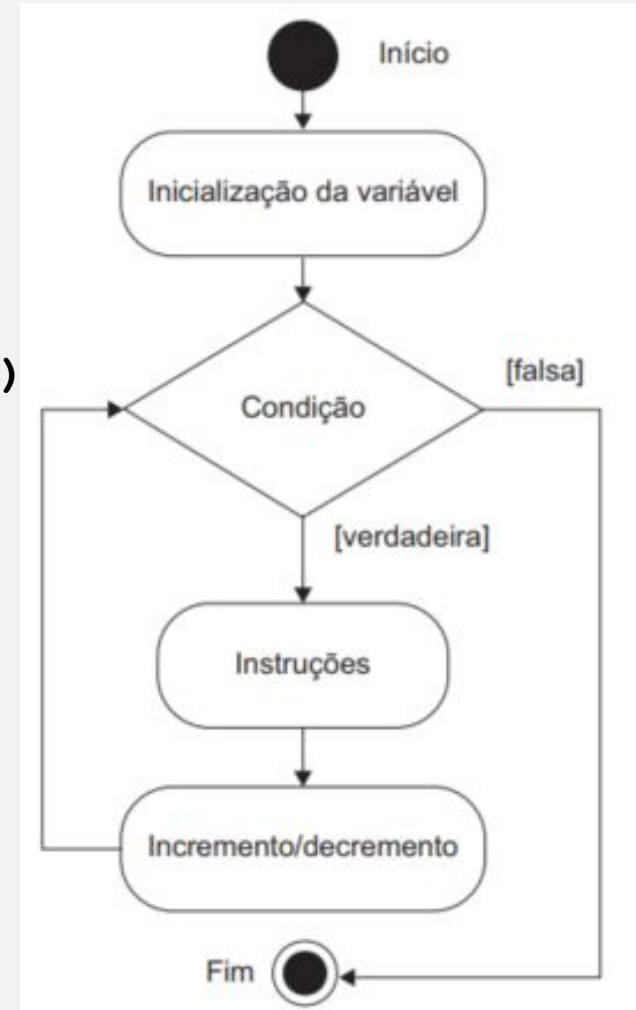 Início
Inicialização da variável
)
[falsa]
Condição
[verdadeira]
Instruções
Incremento/decremento
Fim